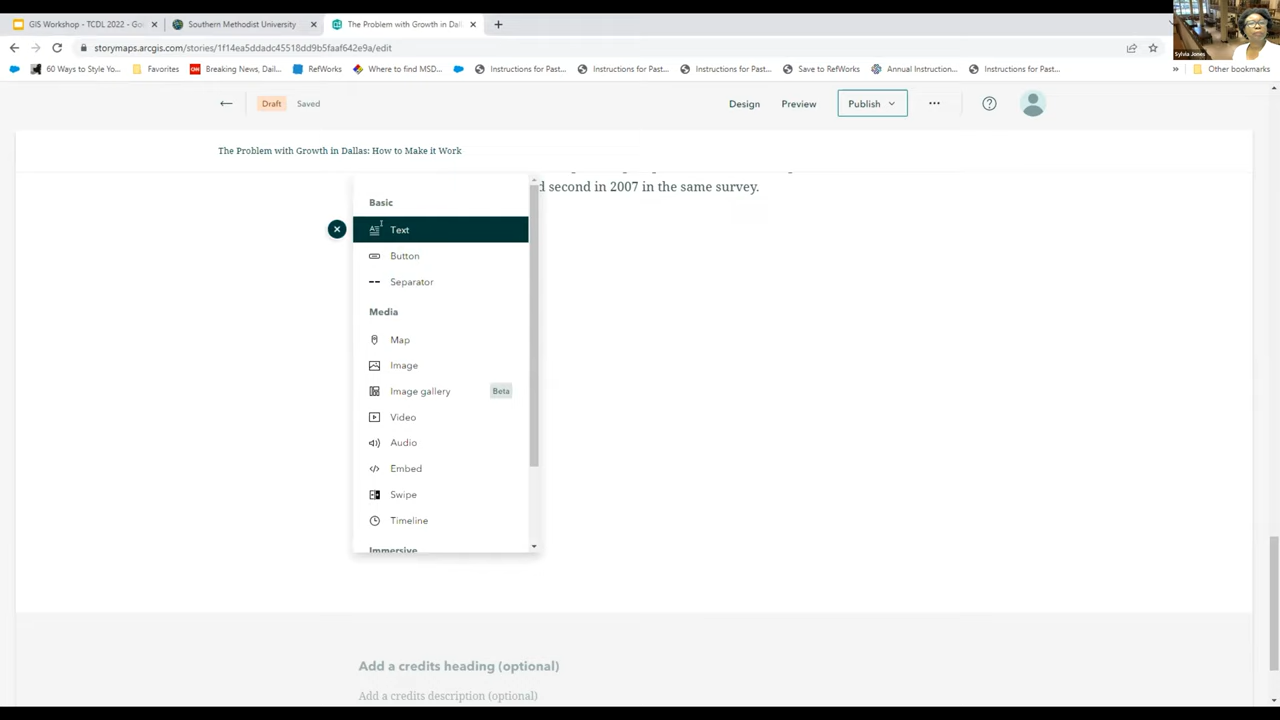 GIS Workshop - TCDL 2022 - Go
Southern Methodist University
The Problem with Growth in Dal
storymaps.arcgis.com/stories/1f14ea5ddadc45518dd9b5faaf642e9a/edit
60 Ways to Style Yo...
Favorites
Breaking News, Dail...
RefWorks
Where to find MSD...
Instructions for Past...
Instructions for Past...
Instructions for Past...
Save to RefWorks
Annual Instruction...
Instructions for Past...
Other bookmarks
Sylvia Jones
Draft
Saved
Design
Preview
Publish
The Problem with Growth in Dallas: How to Make it Work
d second in 2007 in the same survey.
Basic
Text
Button
Separator
Media
Map
Image
Image gallery
Beta
Video
Audio
Embed
Swipe
Timeline
Immersive
Add a credits heading (optional)
Add a credits description (optional)